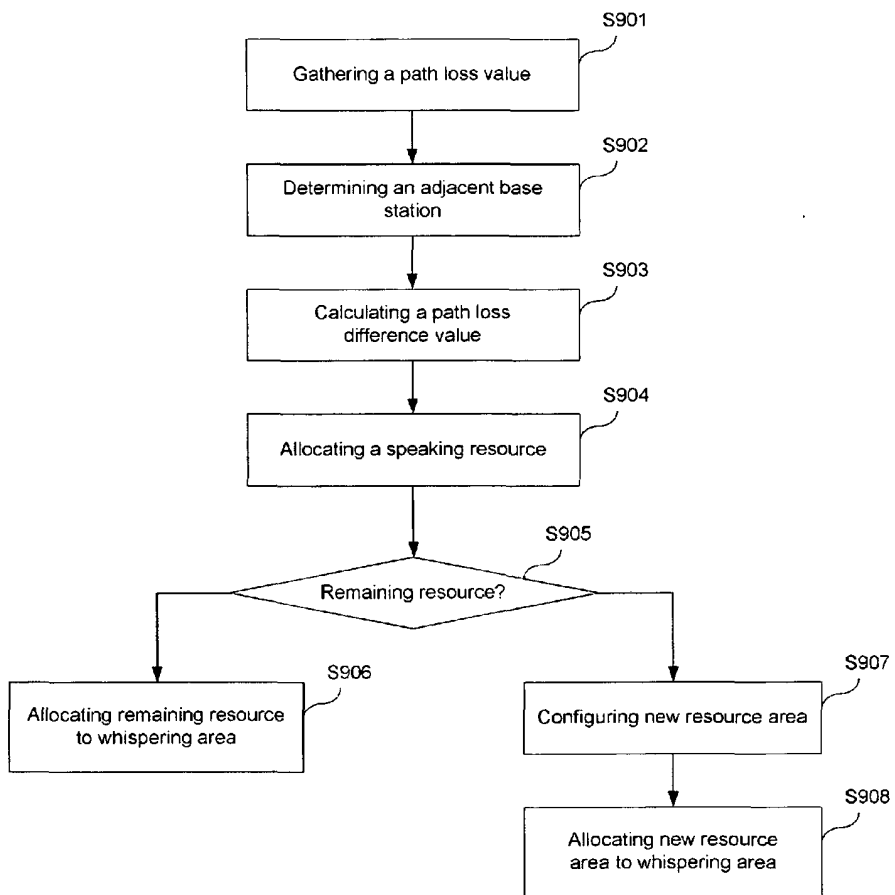 S901
Gathering a path loss value
S902
Determining an adjacent base
station
S903
Calculating a path loss
difference value
S904
Allocating a speaking resource
S905
Remaining resource?
S906
Allocating remaining resource
to whispering area
S907
Configuring new resource area
S908
Allocating new resource
area to whispering area